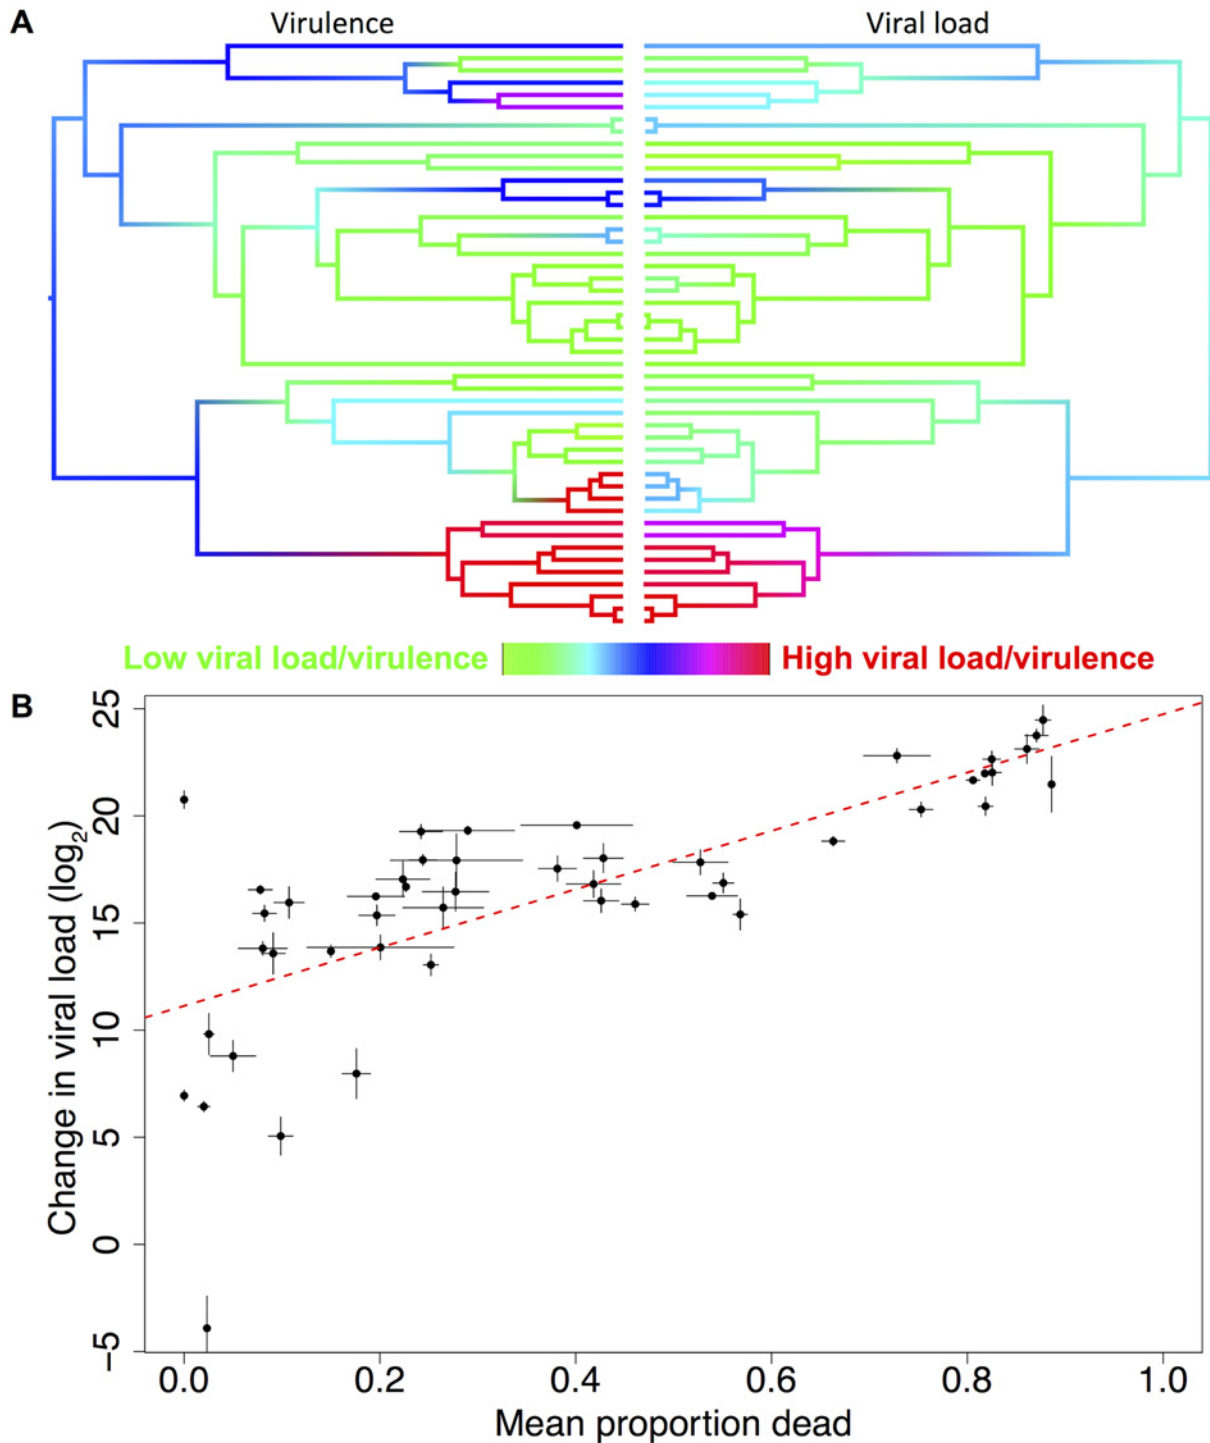 A
Virulence
Viral load
Low viral load/virulence
High viral load/virulence
B
Change in viral load (log2)
25
20
15
10
5
0
−5
0.0 0.2 0.4 0.6 0.8 1.0
Mean proportion dead